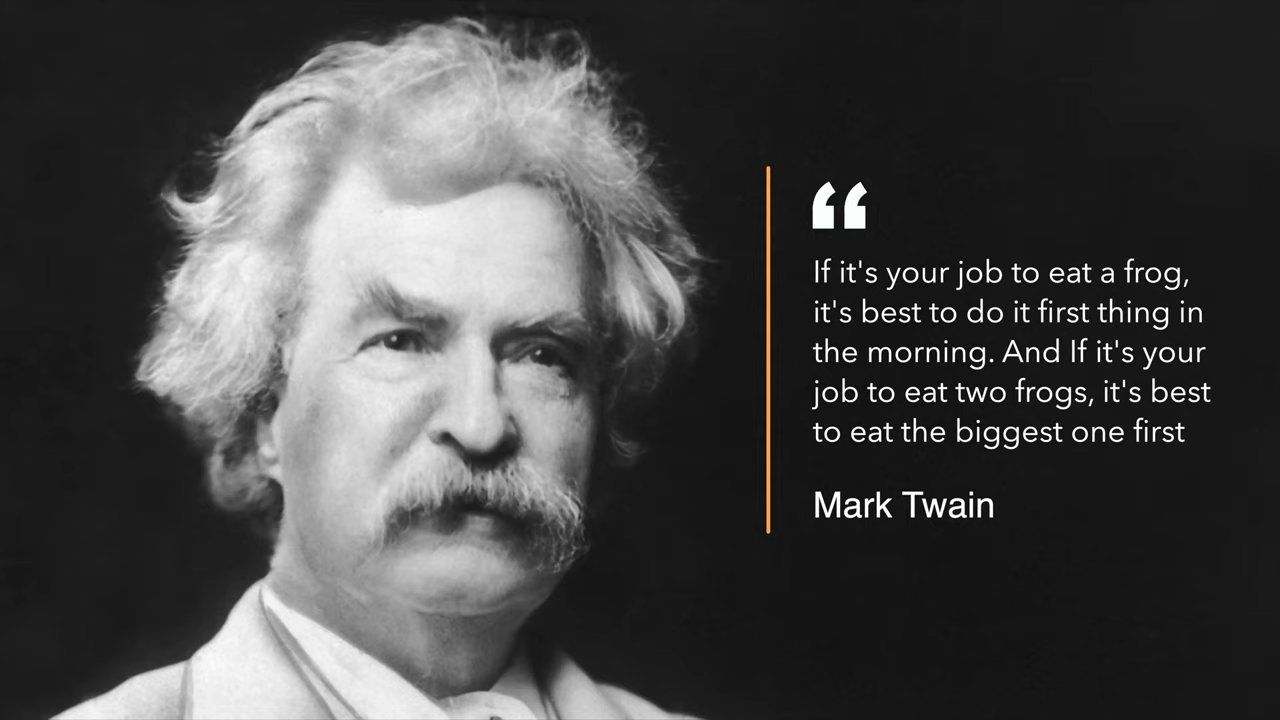 “
If it's your job to eat a frog,
it's best to do it first thing in
the morning. And If it's your
job to eat two frogs, it's best
to eat the biggest one first
Mark Twain